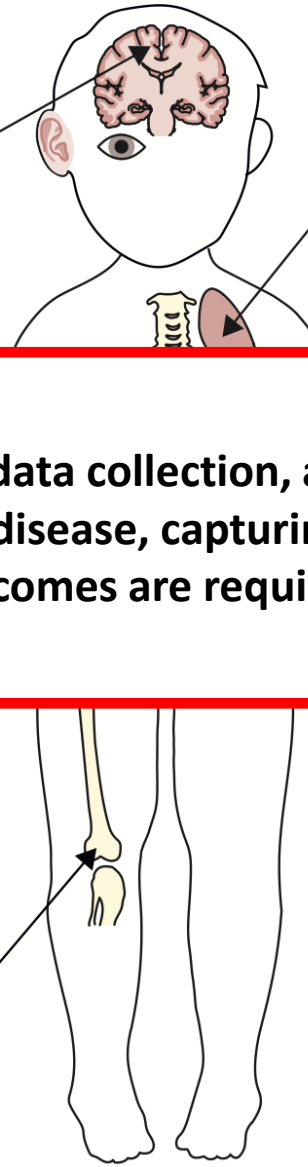 data collection, a
disease, capturin
comes are requi